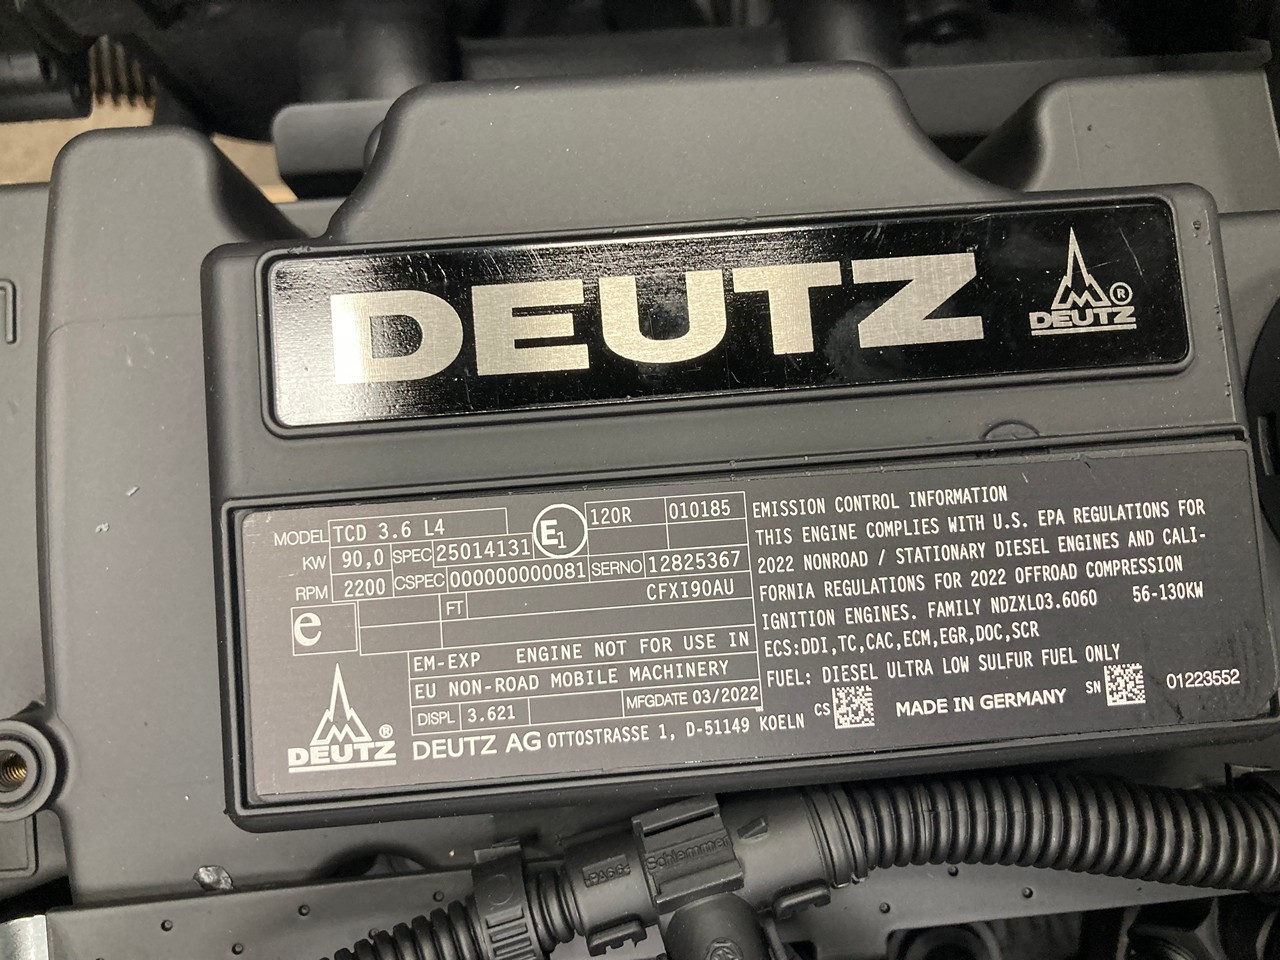 DEUTZ
DEUTZ ®
MODEL TCD 3.6 L4
E1 120R 010185
KW 90,0 SPEC 25014131
RPM 2200 CSPEC 000000000081 SERNO 12825367
e FT CFXI90AU
EM-EXP ENGINE NOT FOR USE IN
EU NON-ROAD MOBILE MACHINERY
DISPL 3.621 MFGDATE 03/2022
DEUTZ ®
DEUTZ AG OTTOSTRASSE 1, D-51149 KOELN
EMISSION CONTROL INFORMATION
THIS ENGINE COMPLIES WITH U.S. EPA REGULATIONS FOR
2022 NONROAD / STATIONARY DIESEL ENGINES AND CALI-
FORNIA REGULATIONS FOR 2022 OFFROAD COMPRESSION
IGNITION ENGINES. FAMILY NDZXL03.6060 56-130KW
ECS:DDI,TC,CAC,ECM,EGR,DOC,SCR
FUEL: DIESEL ULTRA LOW SULFUR FUEL ONLY
CS MADE IN GERMANY SN 01223552
Schlemmer